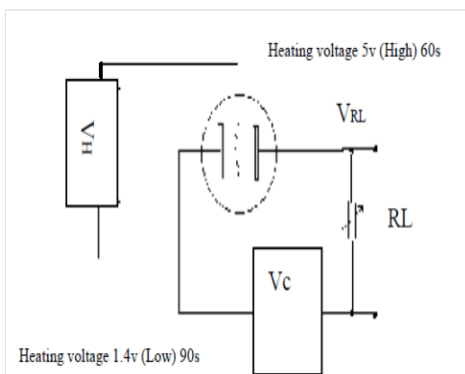 Heating voltage 5v (High) 60s
VH
VRL
RL
Vc
Heating voltage 1.4v (Low) 90s